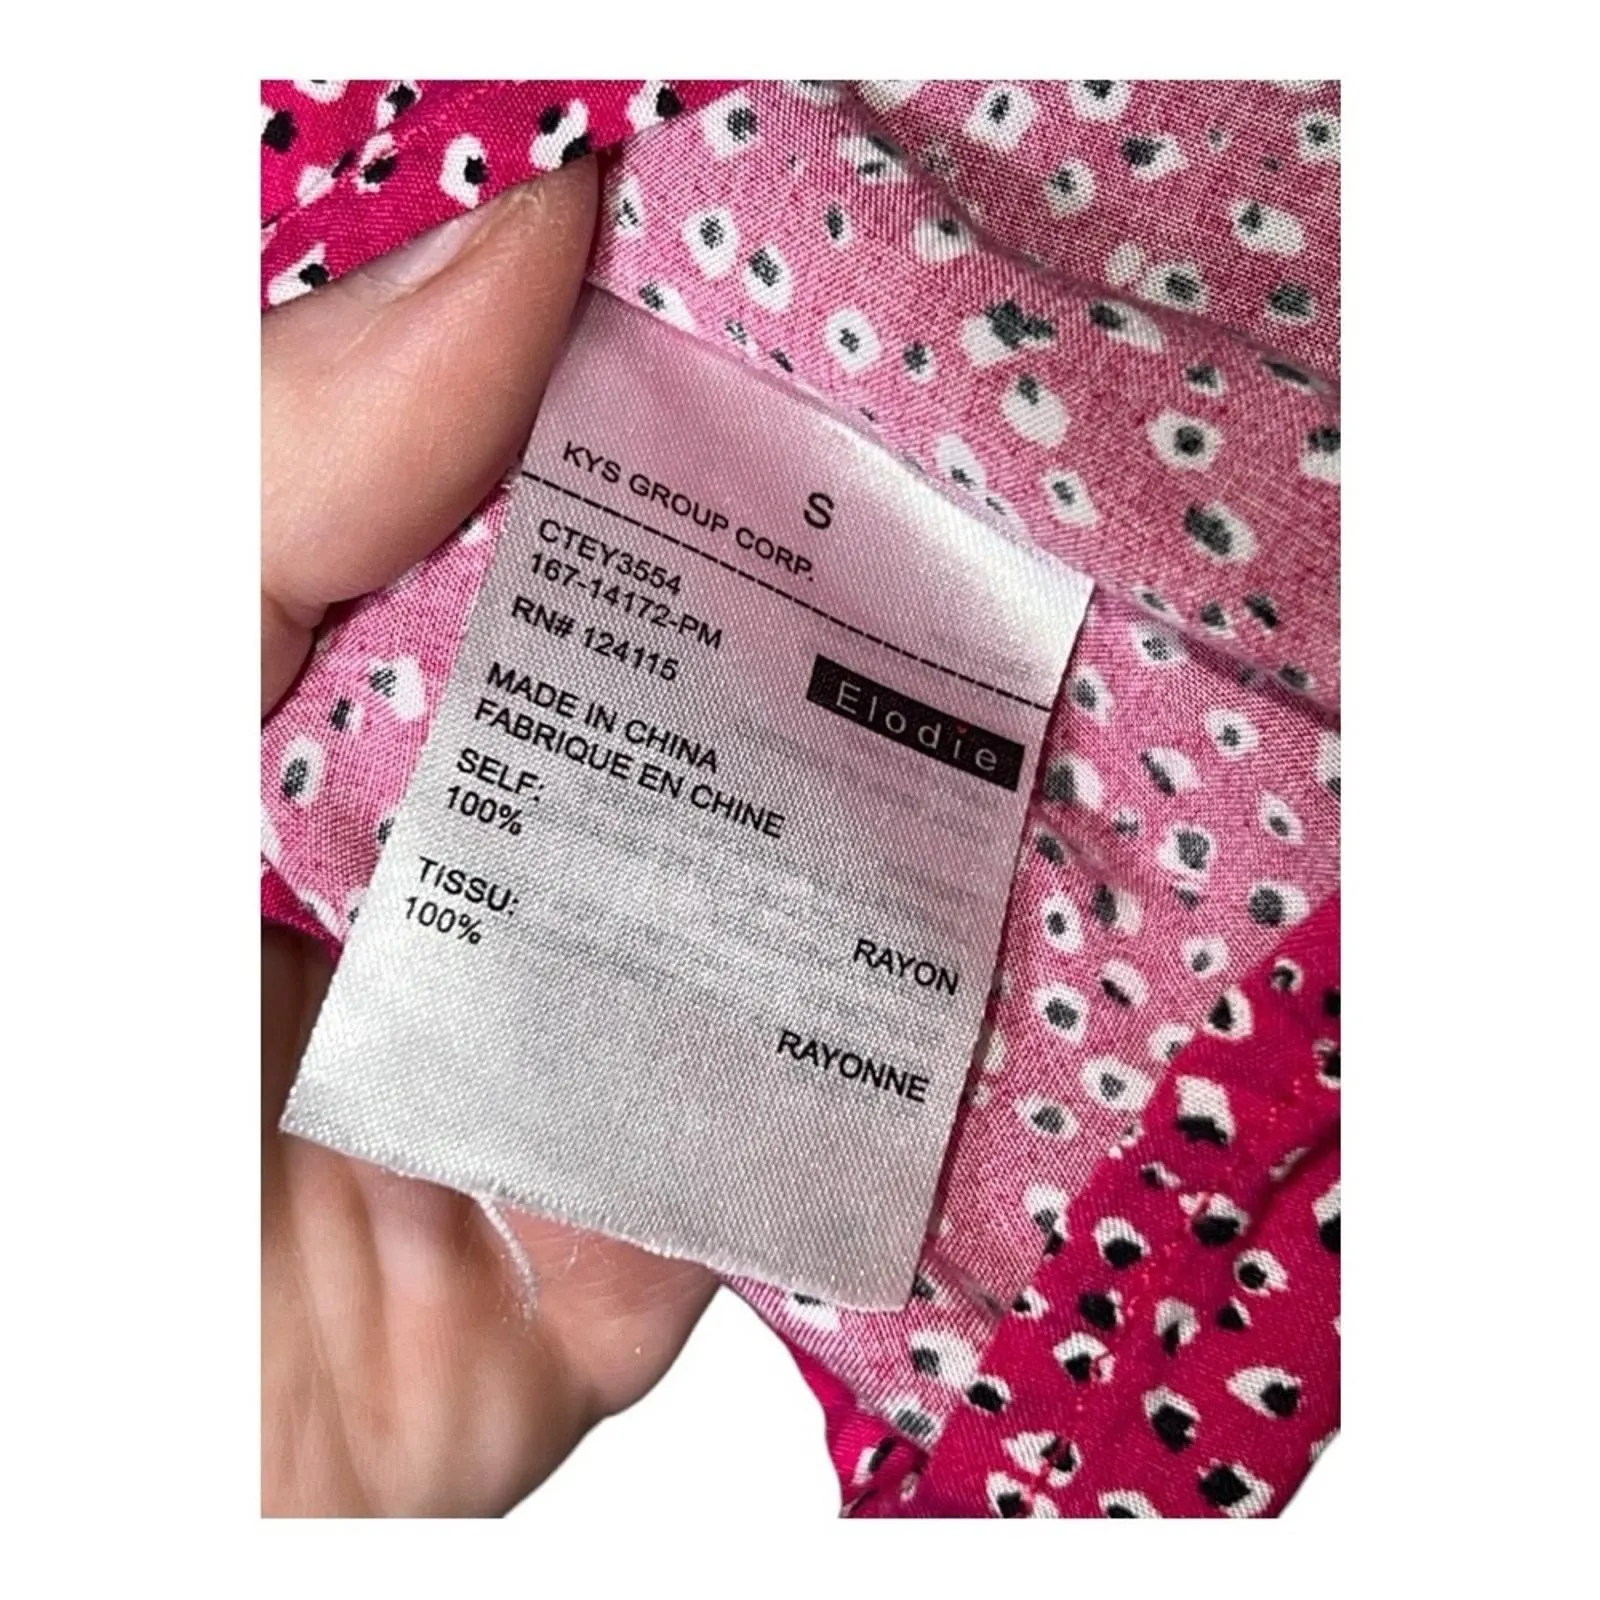 S
KYS GROUP CORP.
CTEY3554
167-14172-PM
RN# 124115
Elodie
MADE IN CHINA
FABRIQUE EN CHINE
SELF:
100% RAYON
TISSU:
100% RAYONNE